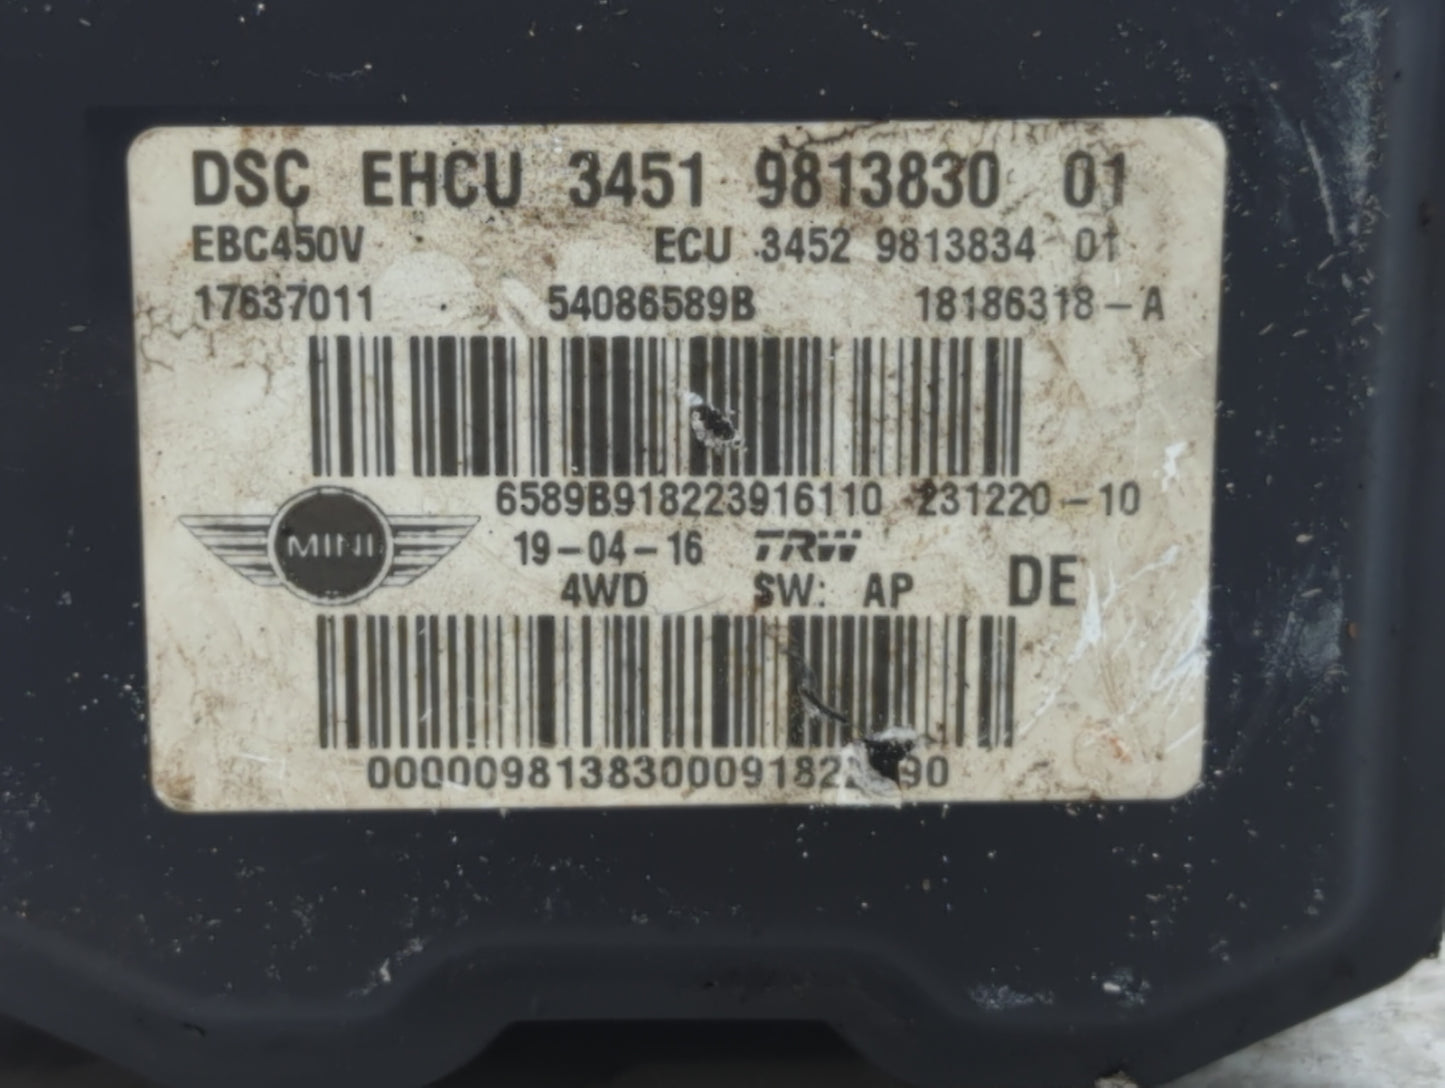 DSC EHCU 3451 9813830 01
EBC450V ECU 3452 9813834 01
17637011 54086589B 18186318-A
6589B918223916110 231220-10
MINI 19-04-16 TRW
4WD SW: AP DE